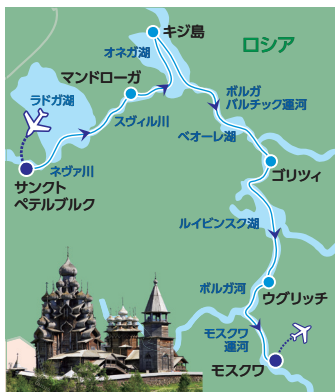 キジ島
オネガ湖
ロシア
マンドローガ
ラドガ湖
スヴィル川
ボルガ
バルチック運河
ベオーレ湖
ネヴァ川
サンクト
ペテルブルク
ゴリツィ
ルイビンスク湖
ボルガ河
ウグリッチ
モスクワ
運河
モスクワ